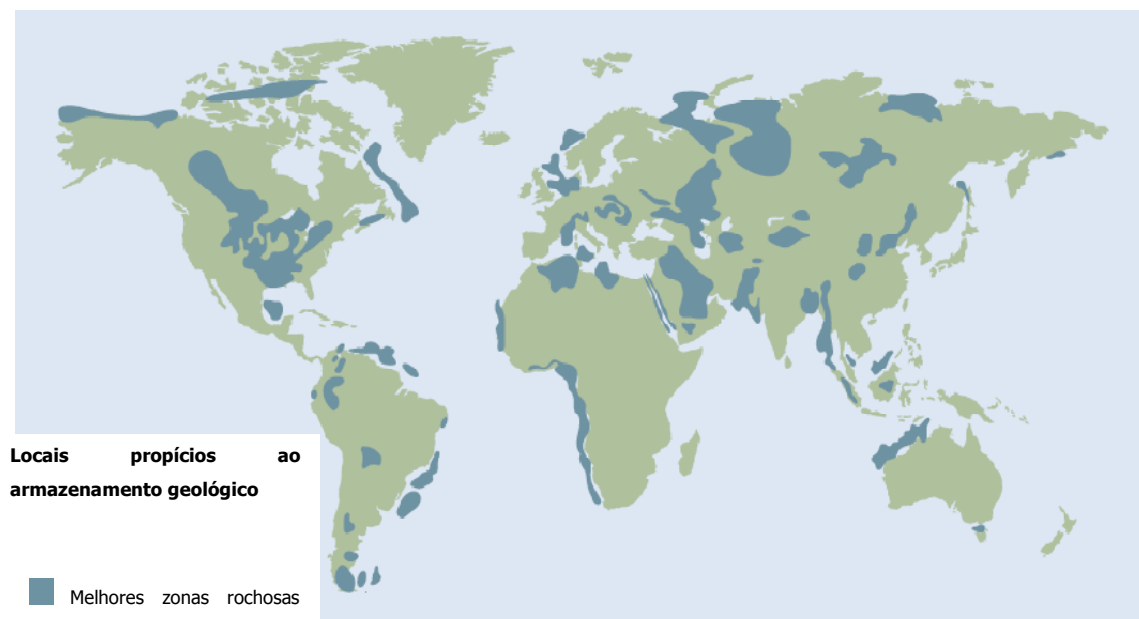 Locais propícios ao
armazenamento geológico
Melhores zonas rochosas